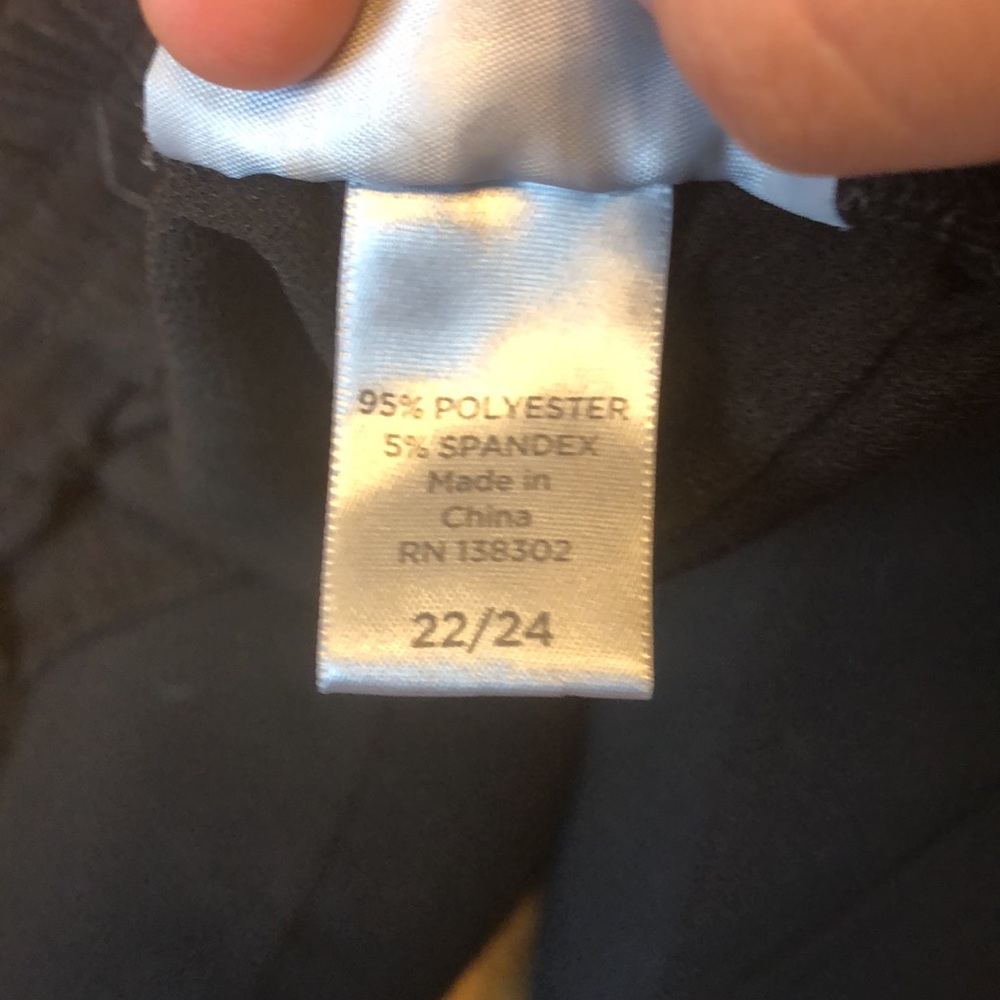 95% POLYESTER
5% SPANDEX
Made in
China
RN 138302
22/24